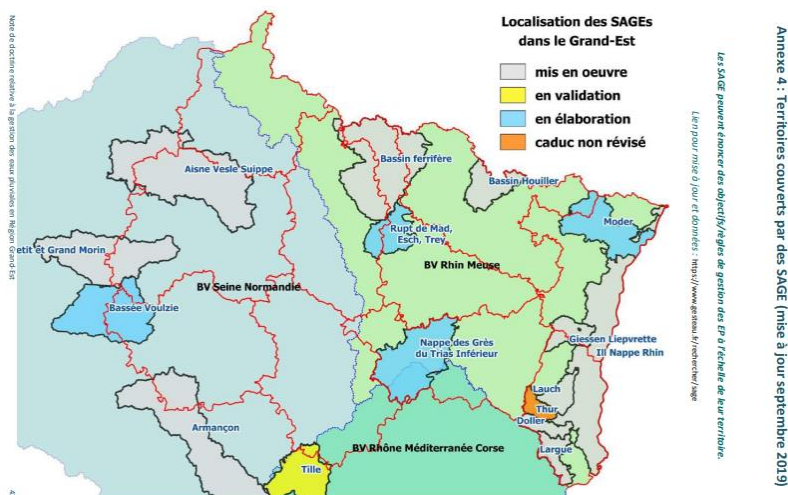 Annexe 4 : Territoires couverts par des SAGE (mise à jour septembre 2019)
Les SAGE peuvent énoncer des objectifs/règles de gestion des EP à l'échelle de leur territoire.
Lien pour mise à jour et données : https://www.gesteau.fr/rechercher/sage
Localisation des SAGEs
dans le Grand-Est
mis en oeuvre
en validation
en élaboration
caduc non révisé
Aisne Vesle Suippe
Bassin ferrifère
Bassin Houiller
Moder
Rupt de Mad,
Esch, Trey
etit et Grand Morin
BV Rhin Meuse
BV Seine Normandie
Bassée Voulzie
Nappe des Grès
du Trias Inférieur
Giessen Liepvrette
Ill Nappe Rhin
Lauch
Thur
Doller
Armançon
BV Rhône Méditerranée Corse
Largue
Tille
Note de doctrine relative à la gestion des eaux pluviales en Région Grand-Est